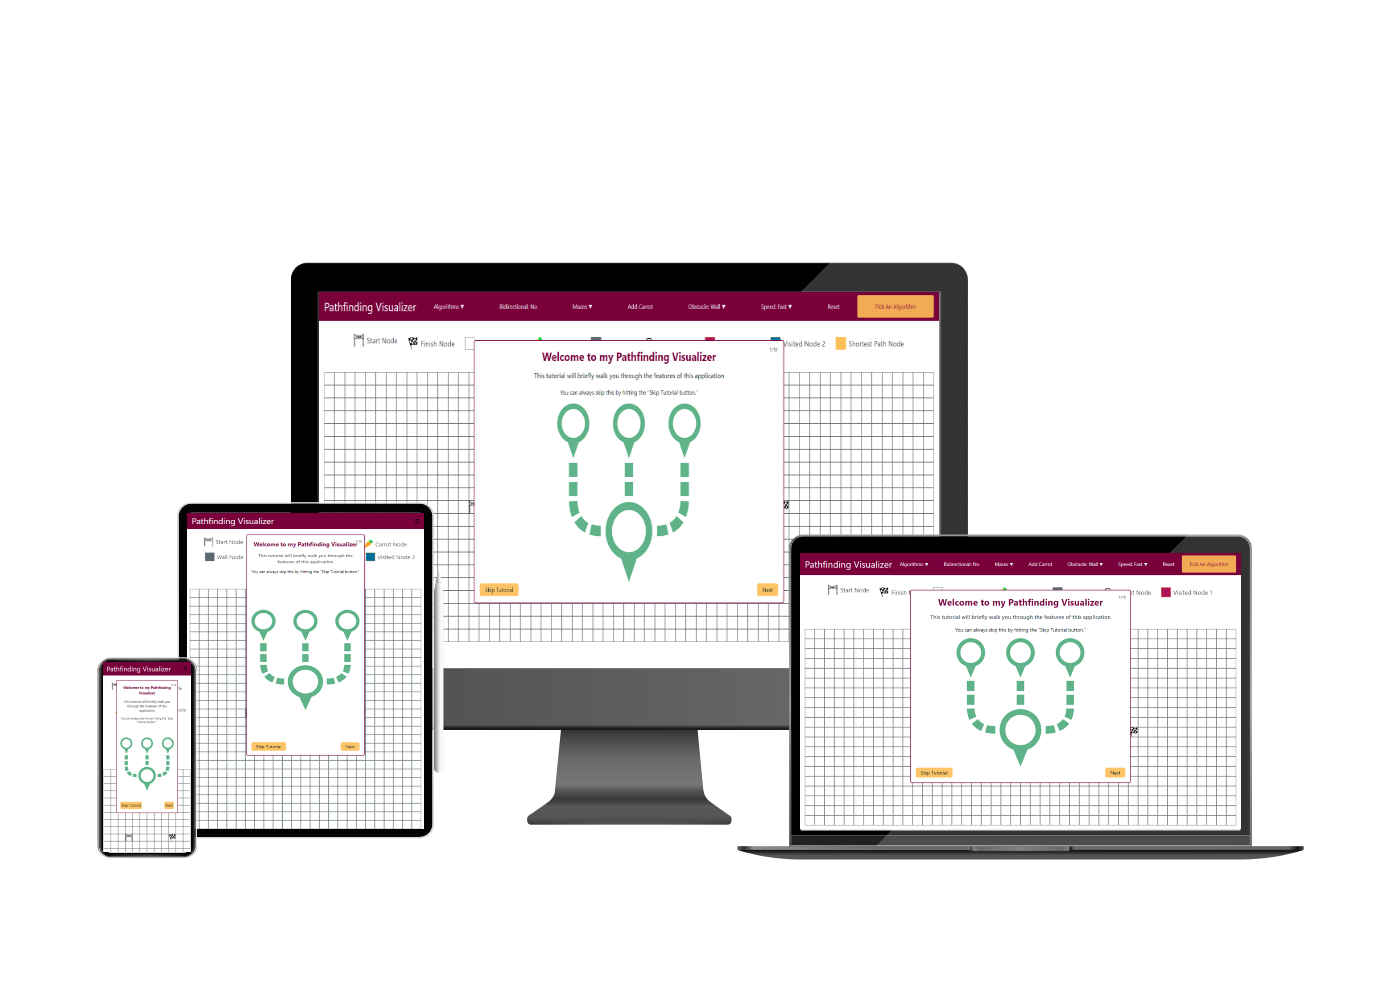 Pathfinding Visualizer
Algorithms ▼
Bidirectional: No
Mazes ▼
Add Carrot
Obstacle: Wall ▼
Speed: Fast ▼
Reset
Pick An Algorithm
Start Node
Finish Node
Visited Node 2
Shortest Path Node
1/10
Welcome to my Pathfinding Visualizer
This tutorial will briefly walk you through the features of this application
You can always skip this by hitting the "Skip Tutorial button."
Skip Tutorial
Next
Pathfinding Visualizer
Start Node
Carrot Node
Wall Node
Visited Node 2
1/10
Welcome to my Pathfinding Visualizer
This tutorial will briefly walk you through the
features of this application
You can always skip this by hitting the "Skip Tutorial button."
Skip Tutorial
Next
Pathfinding Visualizer
Algorithms ▼
Bidirectional: No
Mazes ▼
Add Carrot
Obstacle: Wall ▼
Speed: Fast ▼
Reset
Pick An Algorithm
Start Node
Finish
Node
Visited Node 1
1/10
Welcome to my Pathfinding Visualizer
This tutorial will briefly walk you through the features of this application
You can always skip this by hitting the "Skip Tutorial button."
Skip Tutorial
Next
Pathfinding Visualizer
Welcome to my Pathfinding
Visualizer
This tutorial will briefly walk you
through the features of this
application
You can always skip this by hitting the "Skip
Tutorial button."
Skip Tutorial
Next